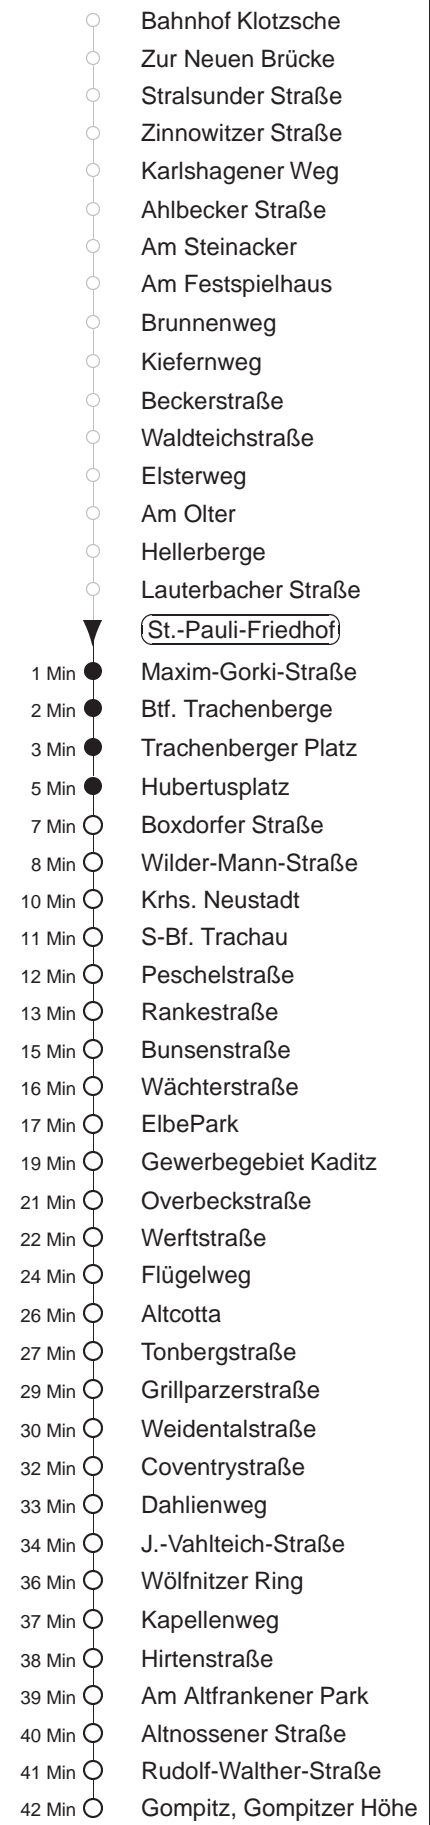 Bahnhof Klotzsche
Zur Neuen Brücke
Stralsunder Straße
Zinnowitzer Straße
Karlshagener Weg
Ahlbecker Straße
Am Steinacker
Am Festspielhaus
Brunnenweg
Kiefernweg
Beckerstraße
Waldteichstraße
Elsterweg
Am Olter
Hellerberge
Lauterbacher Straße
St.-Pauli-Friedhof
1 Min Maxim-Gorki-Straße
2 Min Btf. Trachenberge
3 Min Trachenberger Platz
5 Min Hubertusplatz
7 Min Boxdorfer Straße
8 Min Wilder-Mann-Straße
10 Min Krhs. Neustadt
11 Min S-Bf. Trachau
12 Min Peschelstraße
13 Min Rankestraße
15 Min Bunsenstraße
16 Min Wächterstraße
17 Min ElbePark
19 Min Gewerbegebiet Kaditz
21 Min Overbeckstraße
22 Min Werftstraße
24 Min Flügelweg
26 Min Altcotta
27 Min Tonbergstraße
29 Min Grillparzerstraße
30 Min Weidentalstraße
32 Min Coventrystraße
33 Min Dahlienweg
34 Min J.-Vahlteich-Straße
36 Min Wölfnitzer Ring
37 Min Kapellenweg
38 Min Hirtenstraße
39 Min Am Altfrankener Park
40 Min Altnossener Straße
41 Min Rudolf-Walther-Straße
42 Min Gompitz, Gompitzer Höhe